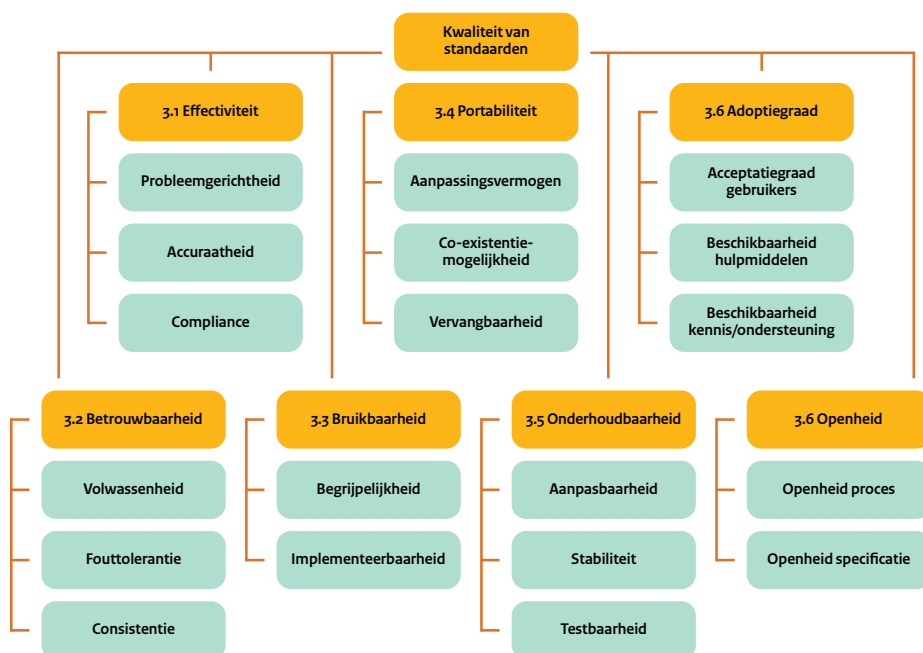 Kwaliteit van
standaarden
3.1 Effectiviteit
Probleemgerichtheid
Accuraatheid
Compliance
3.4 Portabiliteit
Aanpassingsvermogen
Co-existentie-
mogelijkheid
Vervangbaarheid
3.6 Adoptiegraad
Acceptatiegraad
gebruikers
Beschikbaarheid
hulpmiddelen
Beschikbaarheid
kennis/ondersteuning
3.2 Betrouwbaarheid
Volwassenheid
Fouttolerantie
Consistentie
3.3 Bruikbaarheid
Begrijpelijkheid
Implementeerbaarheid
3.5 Onderhoudbaarheid
Aanpasbaarheid
Stabiliteit
Testbaarheid
3.6 Openheid
Openheid proces
Openheid specificatie